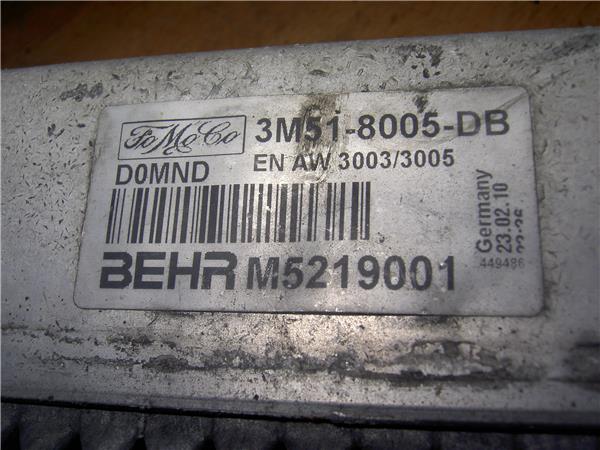 FoMoCo 3M51-8005-DB
D0MND EN AW 3003/3005
BEHR M5219001
Germany
23.02.10
449486